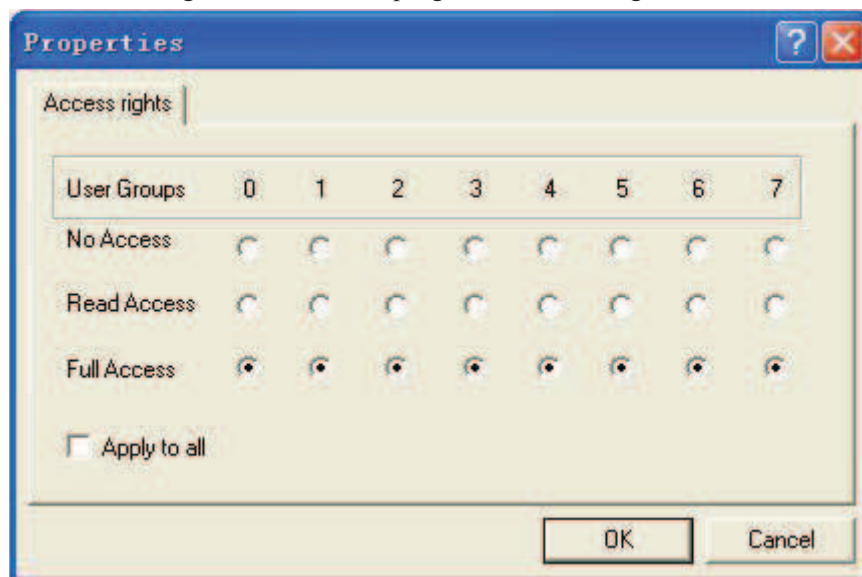 Properties
Access rights
User Groups 0 1 2 3 4 5 6 7
No Access
Read Access
Full Access
Apply to all
OK Cancel